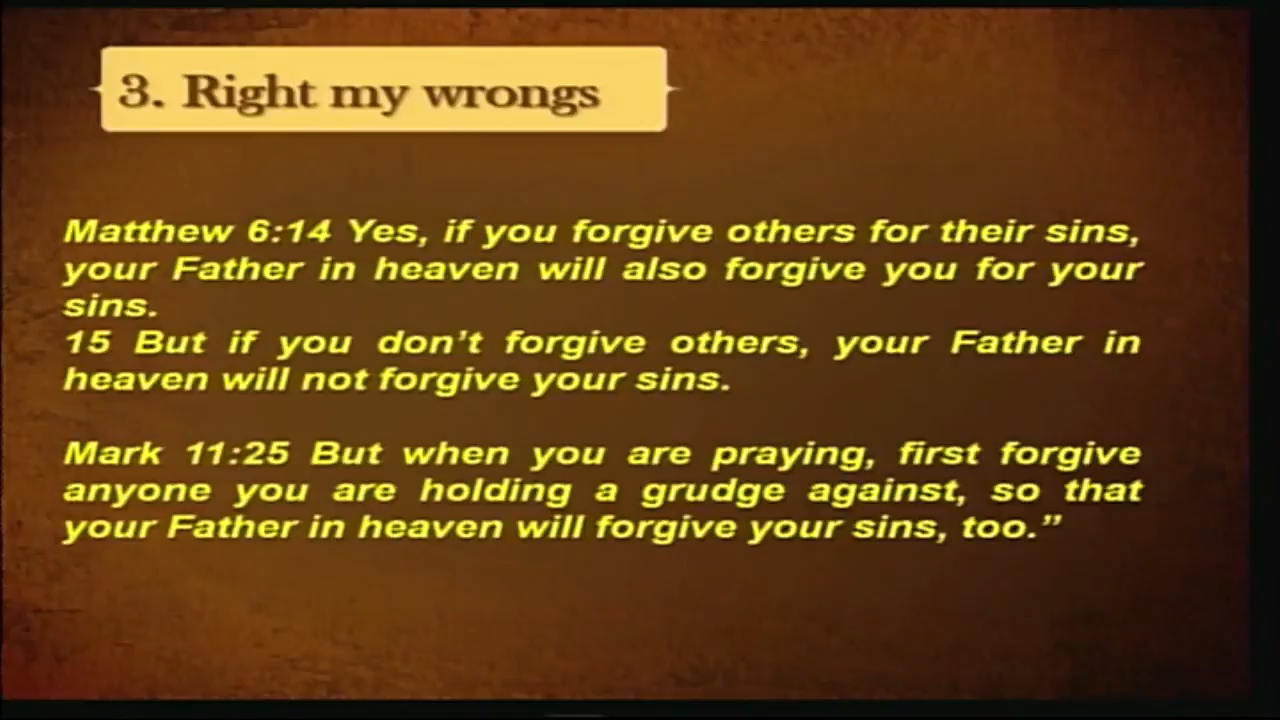 3. Right my wrongs
Matthew 6:14 Yes, if you forgive others for their sins,
your Father in heaven will also forgive you for your
sins.
15 But if you don’t forgive others, your Father in
heaven will not forgive your sins.
Mark 11:25 But when you are praying, first forgive
anyone you are holding a grudge against, so that
your Father in heaven will forgive your sins, too.”